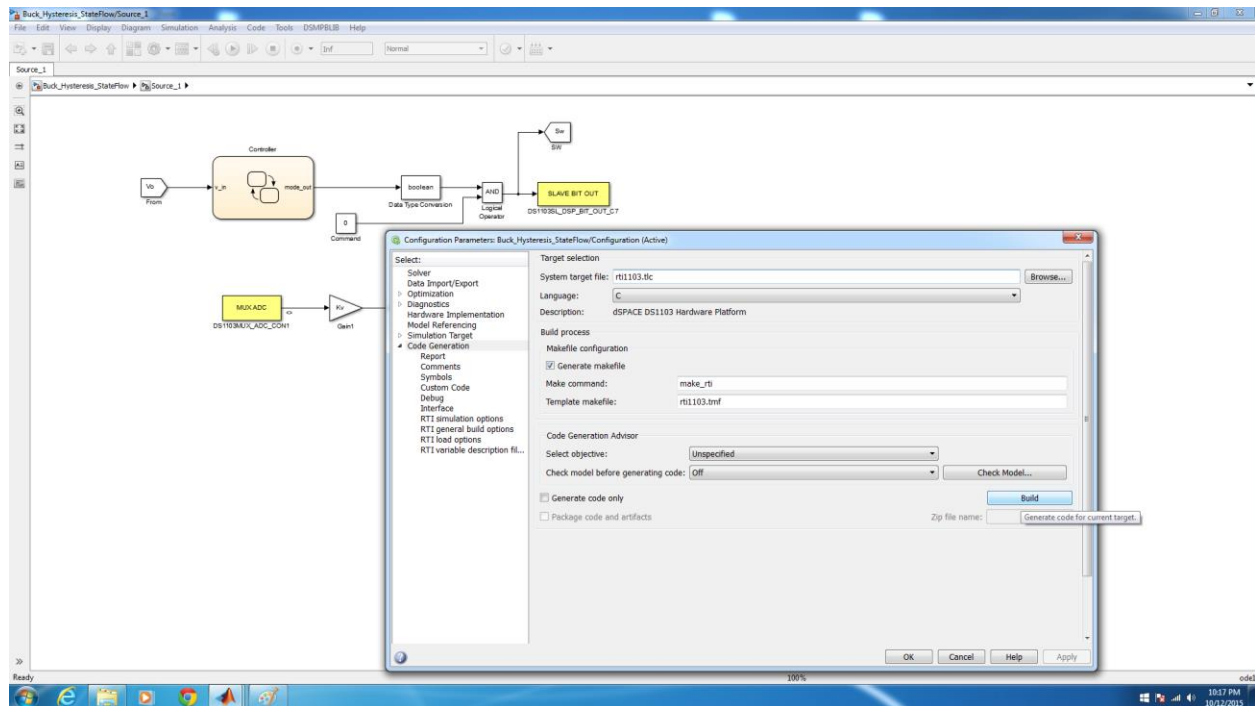 Buck_Hysteresis_StateFlow/Source_1
File Edit View Display Diagram Simulation Analysis Code Tools DSMPBLIB Help
Inf Normal
Source_1
Buck_Hysteresis_StateFlow Source_1
Sw
SW
Controller
Vo v_in mode_out boolean AND SLAVE BIT OUT
From Data Type Conversion Logical Operator DS1103SL_DSP_BIT_OUT_C7
0
Command
MUX ADC Kv
DS1103MUX_ADC_CON1 Gain1
Configuration Parameters: Buck_Hysteresis_StateFlow/Configuration (Active)
Select:
Solver
Data Import/Export
Optimization
Diagnostics
Hardware Implementation
Model Referencing
Simulation Target
Code Generation
Report
Comments
Symbols
Custom Code
Debug
Interface
RTI simulation options
RTI general build options
RTI load options
RTI variable description fil...
Target selection
System target file: rti1103.tlc Browse...
Language: C
Description: dSPACE DS1103 Hardware Platform
Build process
Makefile configuration
Generate makefile
Make command: make_rti
Template makefile: rti1103.tmf
Code Generation Advisor
Select objective: Unspecified
Check model before generating code: Off Check Model...
Generate code only Build
Package code and artifacts Zip file name: Generate code for current target.
OK Cancel Help Apply
Ready 100% ode1
10:17 PM
10/12/2015